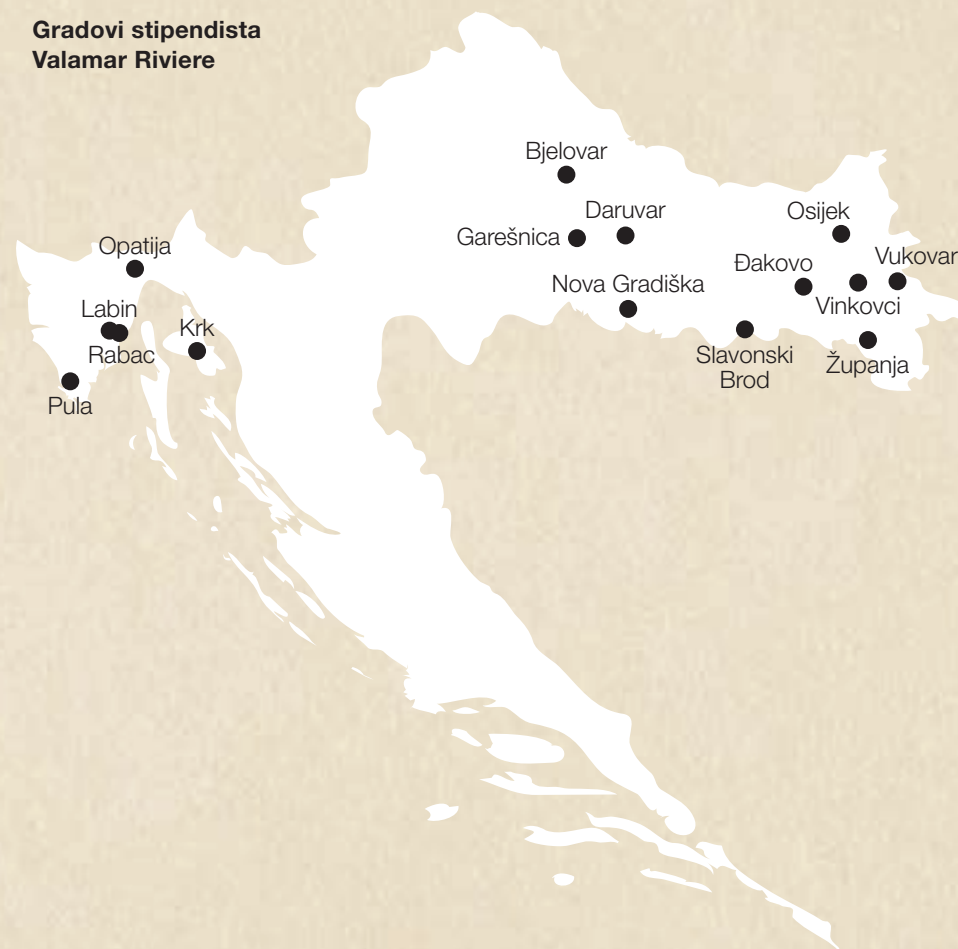 Gradovi stipendista
Valamar Riviere
Bjelovar
Daruvar
Osijek
Garešnica
Opatija
Đakovo
Vukovar
Nova Gradiška
Labin
Vinkovci
Krk
Rabac
Slavonski
Brod
Županja
Pula